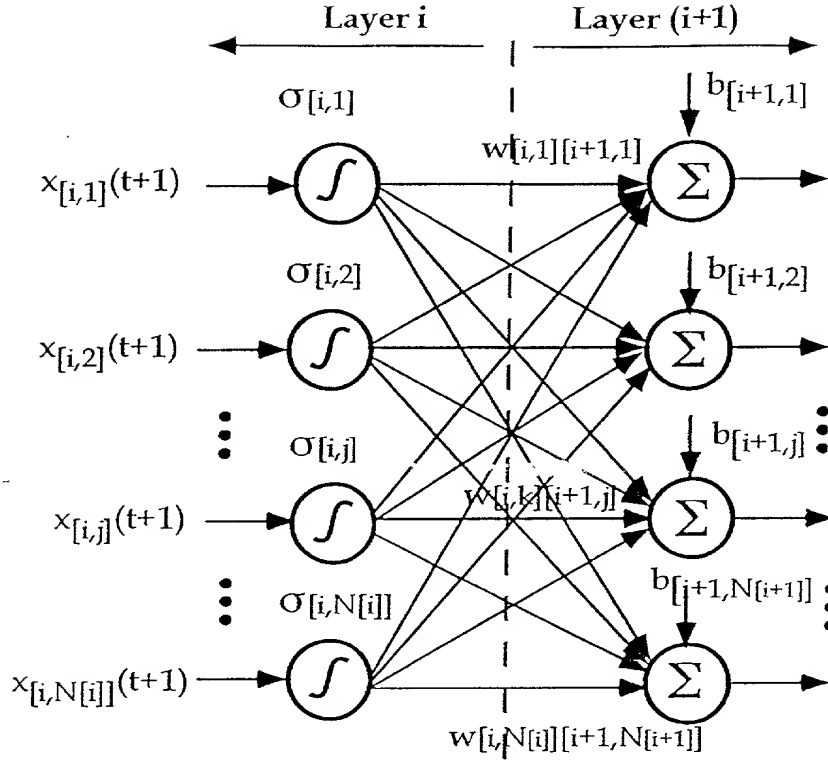 Layer i Layer (i+1)
σ[i,1] b[i+1,1]
w[i,1][i+1,1]
x[i,1](t+1) ∫ Σ
σ[i,2] b[i+1,2]
x[i,2](t+1) ∫ Σ
σ[i,j] b[i+1,j]
w[i,k][i+1,j]
x[i,j](t+1) ∫ Σ
σ[i,N[i]] b[i+1,N[i+1]]
x[i,N[i]](t+1) ∫ Σ
w[i,N[i]][i+1,N[i+1]]